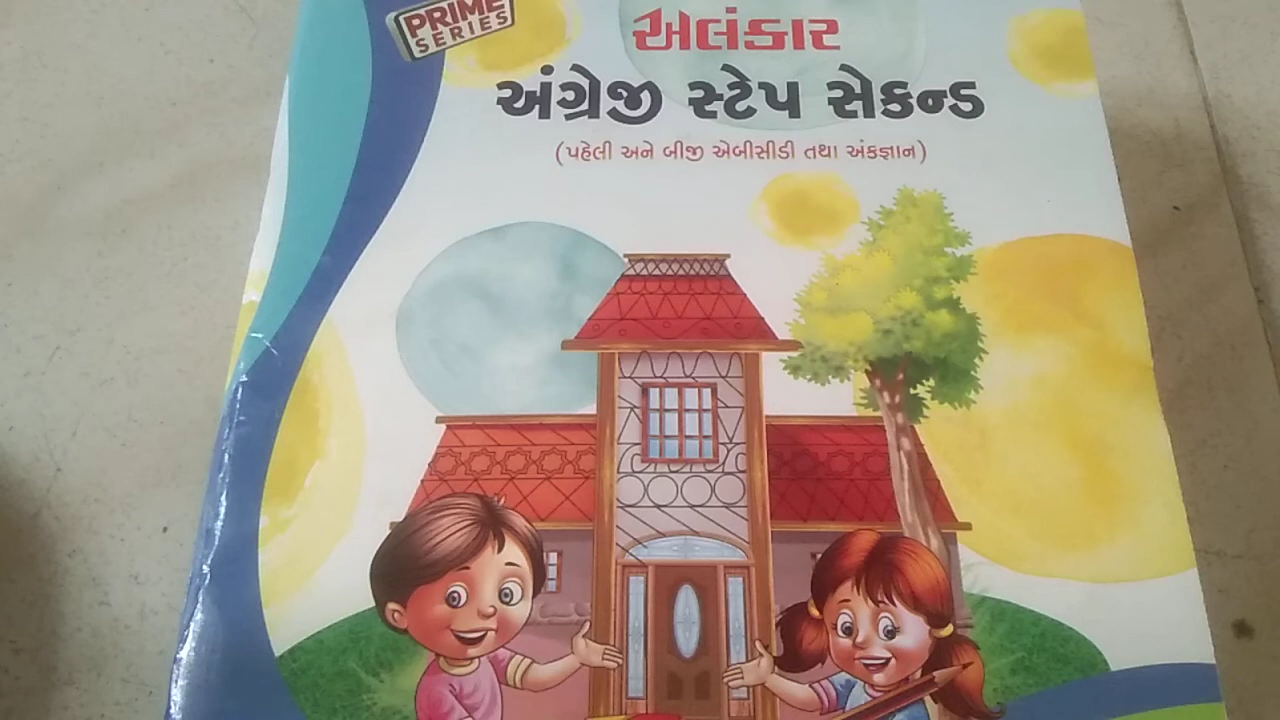 PRIME
SERIES
અલંકાર
અંગ્રેજી સ્ટેપ સેકન્ડ
(પહેલી અને બીજી એબીસીડી તથા અંકજ્ઞાન)